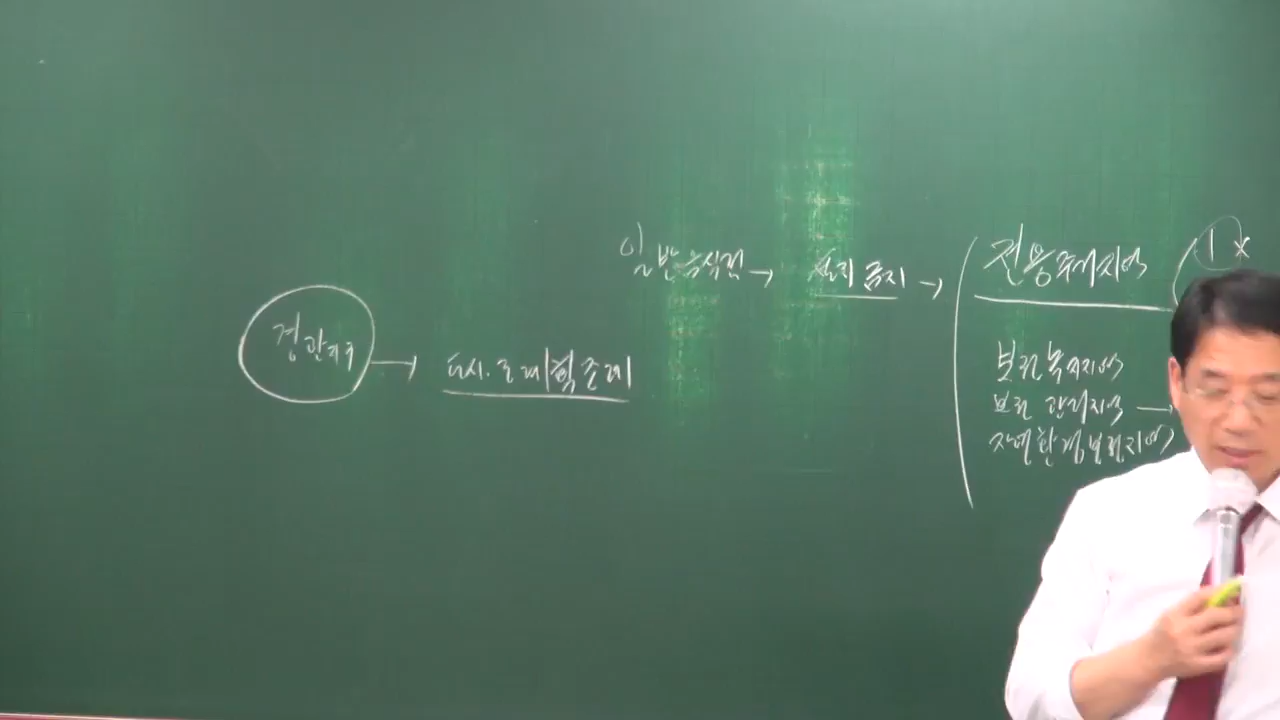 일반음식점 → 설치 금지 → 전용주거지역
보전녹지지역
보전 관리지역 →
자연환경보전지역
1 ×
경관지구 → 도시.군계획 조례